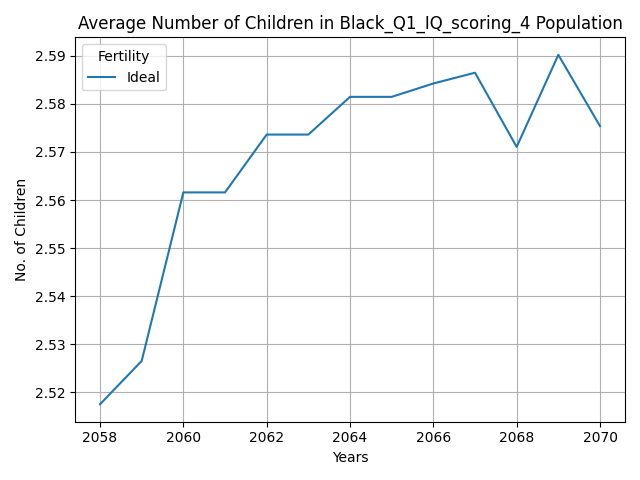 Average Number of Children in Black_Q1_IQ_scoring_4 Population
Fertility
Ideal
No. of Children
2.59
2.58
2.57
2.56
2.55
2.54
2.53
2.52
2058 2060 2062 2064 2066 2068 2070
Years